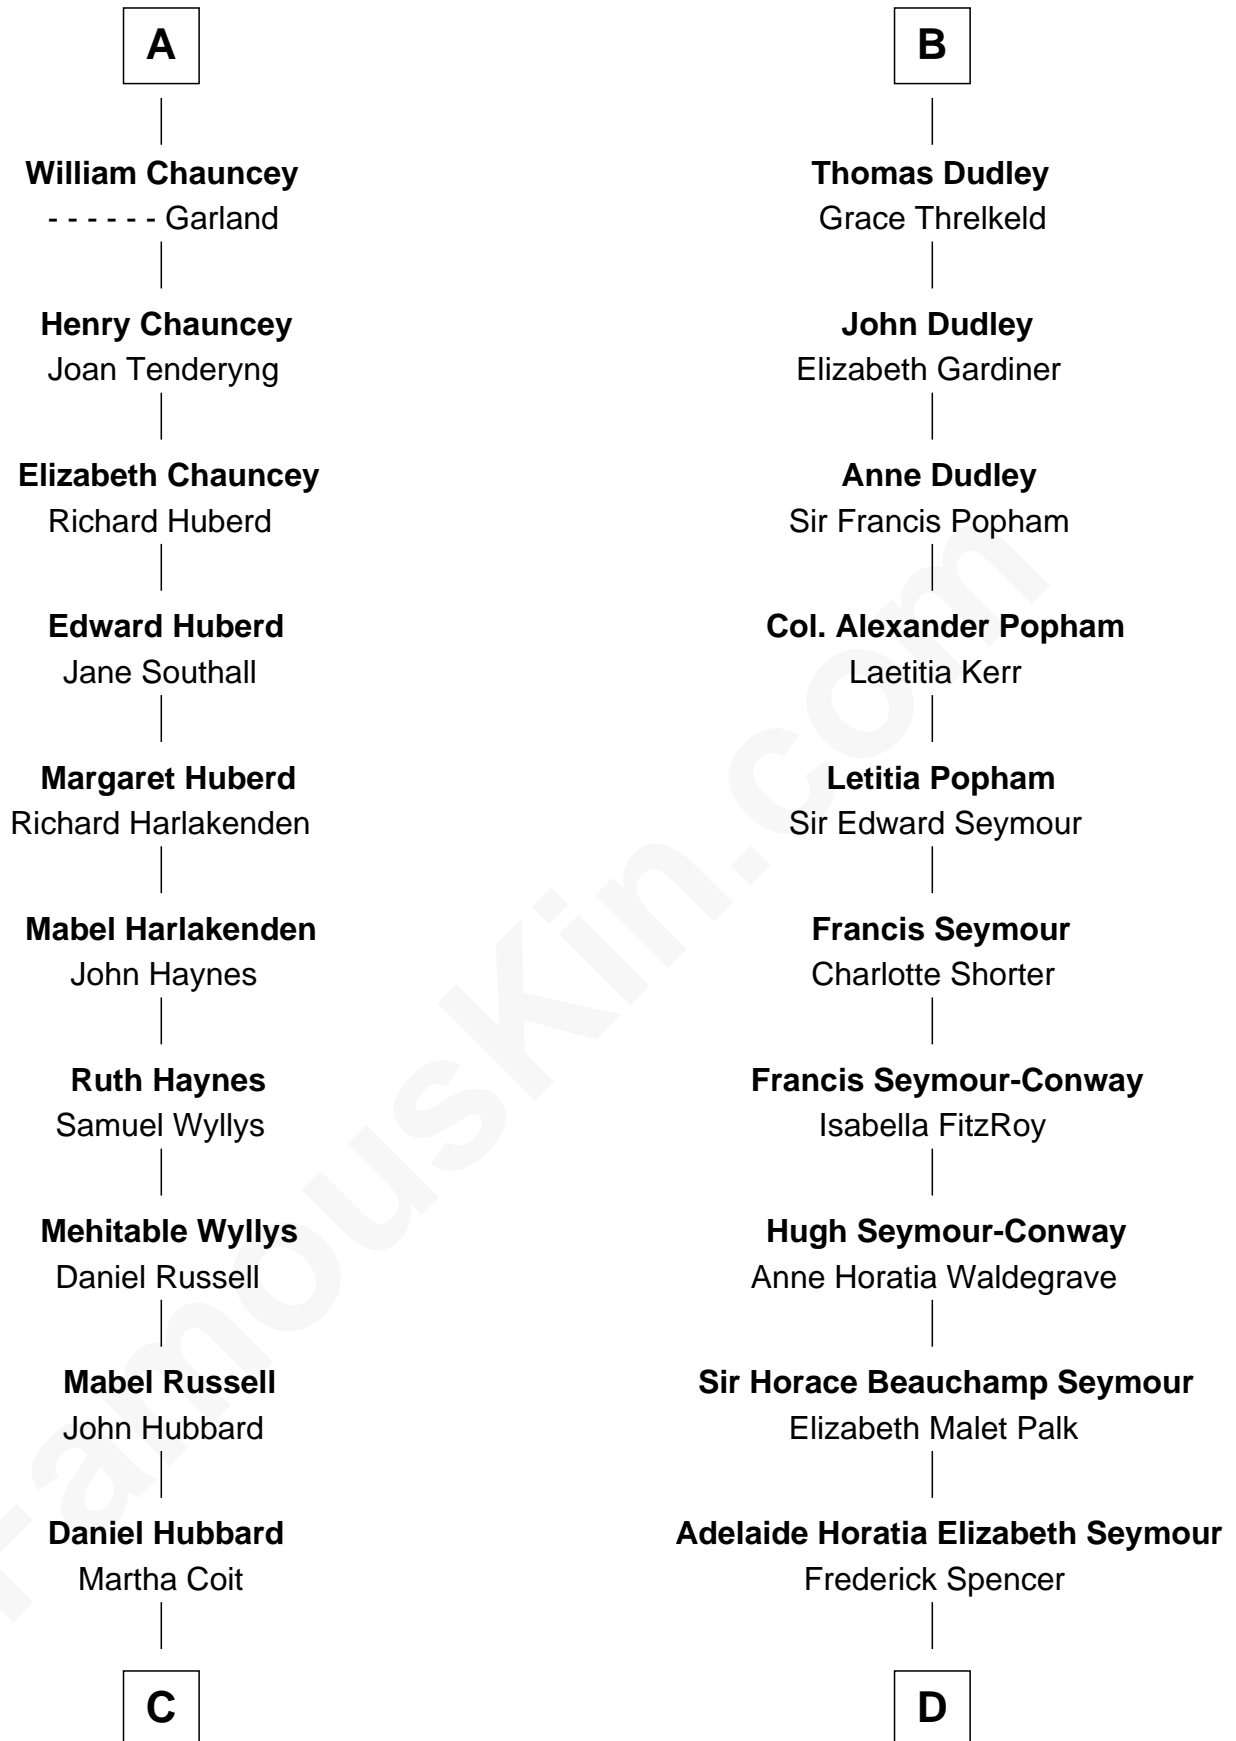 A
William Chauncey
- - - - - - Garland
Henry Chauncey
Joan Tenderyng
Elizabeth Chauncey
Richard Huberd
Edward Huberd
Jane Southall
Margaret Huberd
Richard Harlakenden
Mabel Harlakenden
John Haynes
Ruth Haynes
Samuel Wyllys
Mehitable Wyllys
Daniel Russell
Mabel Russell
John Hubbard
Daniel Hubbard
Martha Coit
C
B
Thomas Dudley
Grace Threlkeld
John Dudley
Elizabeth Gardiner
Anne Dudley
Sir Francis Popham
Col. Alexander Popham
Laetitia Kerr
Letitia Popham
Sir Edward Seymour
Francis Seymour
Charlotte Shorter
Francis Seymour-Conway
Isabella FitzRoy
Hugh Seymour-Conway
Anne Horatia Waldegrave
Sir Horace Beauchamp Seymour
Elizabeth Malet Palk
Adelaide Horatia Elizabeth Seymour
Frederick Spencer
D
FamousKin.com